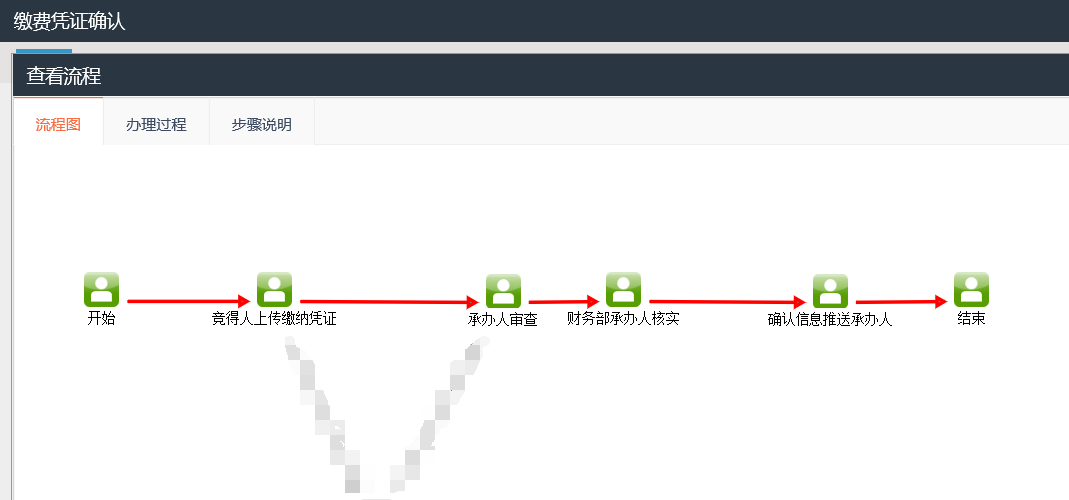 缴费凭证确认
查看流程
流程图 办理过程 步骤说明
开始 竞得人上传缴纳凭证 承办人审查 财务部承办人核实 确认信息推送承办人 结束